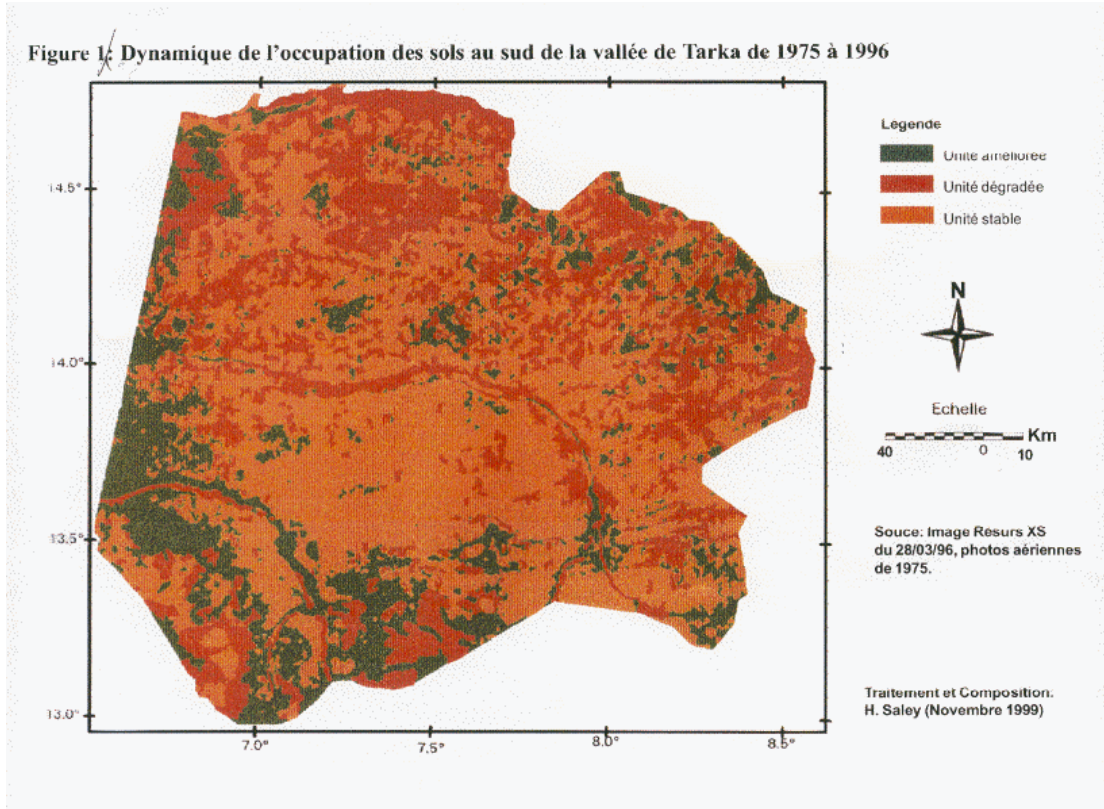 Figure 1: Dynamique de l'occupation des sols au sud de la vallée de Tarka de 1975 à 1996
Légende
Unité améliorée
Unité dégradée
Unité stable
14.5°
14.0°
13.5°
13.0°
7.0°
7.5°
8.0°
8.5°
N
Echelle
Km
40
0
10
Souce: Image Resurs XS
du 28/03/96, photos aériennes
de 1975.
Traitement et Composition:
H. Saley (Novembre 1999)